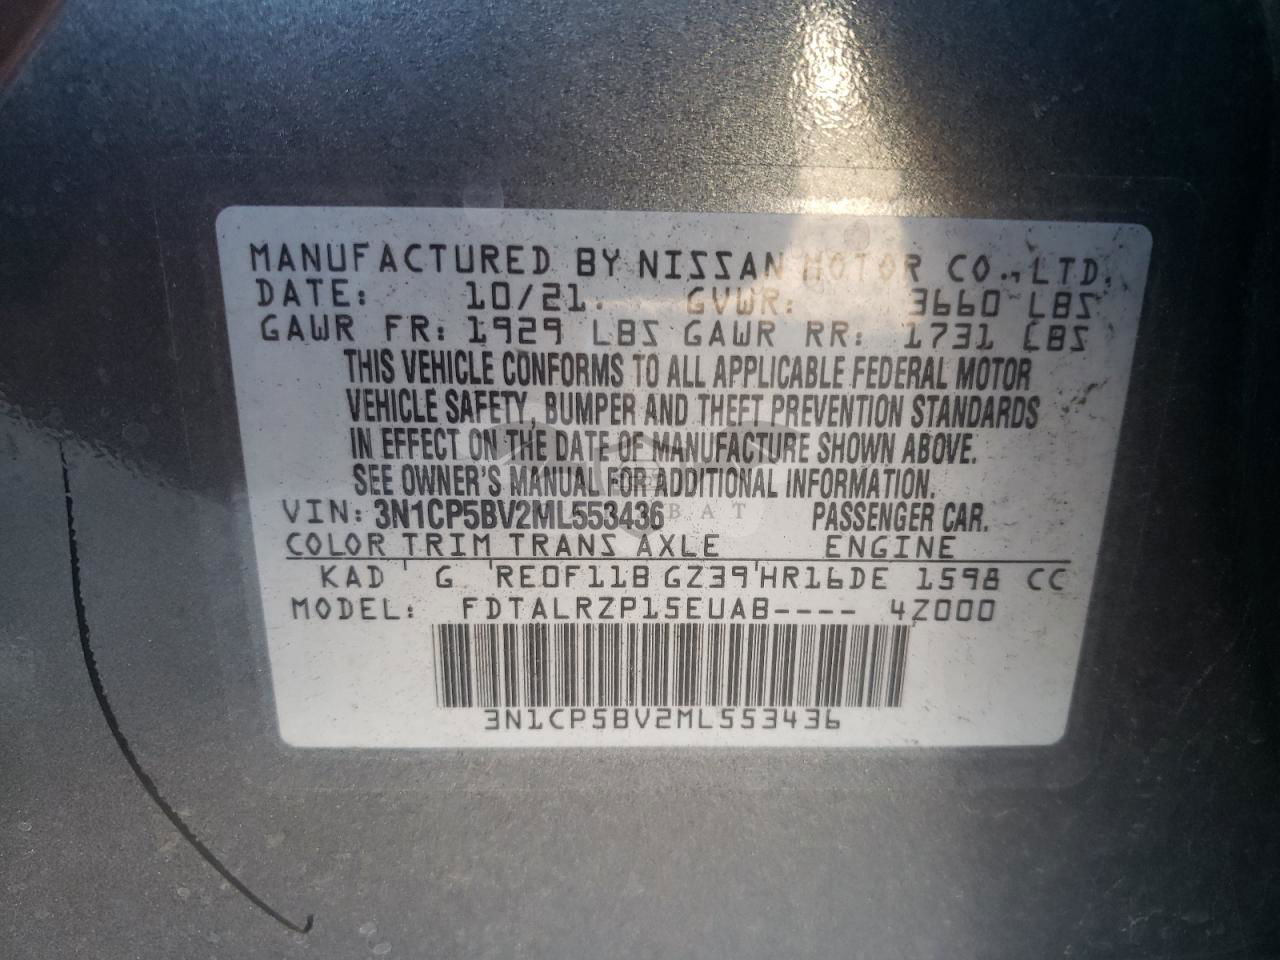 MANUFACTURED BY NISSAN MOTOR CO., LTD.
DATE: 10/21. GVWR: 3660 LBS
GAWR FR: 1929 LBS GAWR RR: 1731 LBS
THIS VEHICLE CONFORMS TO ALL APPLICABLE FEDERAL MOTOR
VEHICLE SAFETY, BUMPER AND THEFT PREVENTION STANDARDS
IN EFFECT ON THE DATE OF MANUFACTURE SHOWN ABOVE.
SEE OWNER'S MANUAL FOR ADDITIONAL INFORMATION.
VIN: 3N1CP5BV2ML553436 PASSENGER CAR.
COLOR TRIM TRANS AXLE ENGINE
KAD ' G 'RE0F11B GZ39'HR16DE 1598 CC
MODEL: FDTALRZP15EUAB---- 4Z000
3N1CP5BV2ML553436